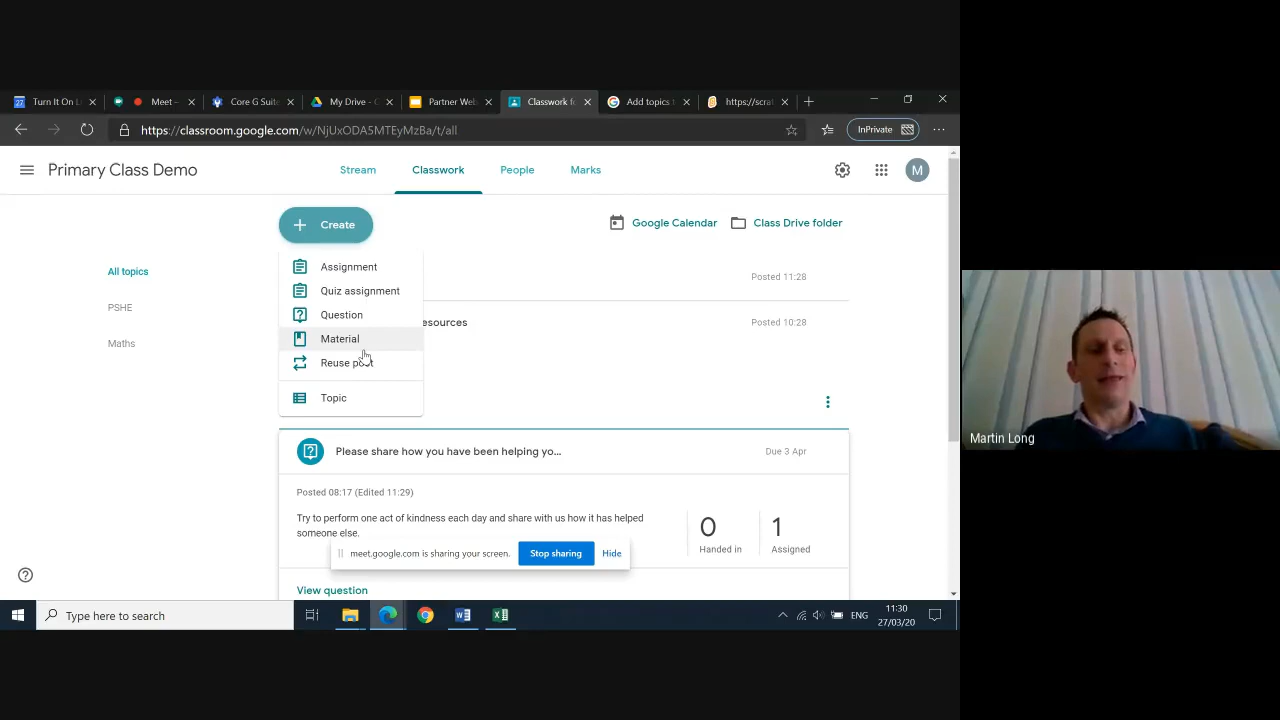 Turn It On L
Meet –
Core G Suite
My Drive - G
Partner Web
Classwork f
Add topics t
https://scra
https://classroom.google.com/w/NjUxODA5MTEyMzBa/t/all
InPrivate
Primary Class Demo
Stream
Classwork
People
Marks
M
Create
Google Calendar
Class Drive folder
All topics
PSHE
Maths
Assignment
Quiz assignment
Question
Material
Reuse post
Topic
Posted 11:28
esources
Posted 10:28
Please share how you have been helping yo...
Due 3 Apr
Posted 08:17 (Edited 11:29)
Try to perform one act of kindness each day and share with us how it has helped
someone else.
0
Handed in
1
Assigned
meet.google.com is sharing your screen.
Stop sharing
Hide
View question
Type here to search
ENG
11:30
27/03/20
Martin Long